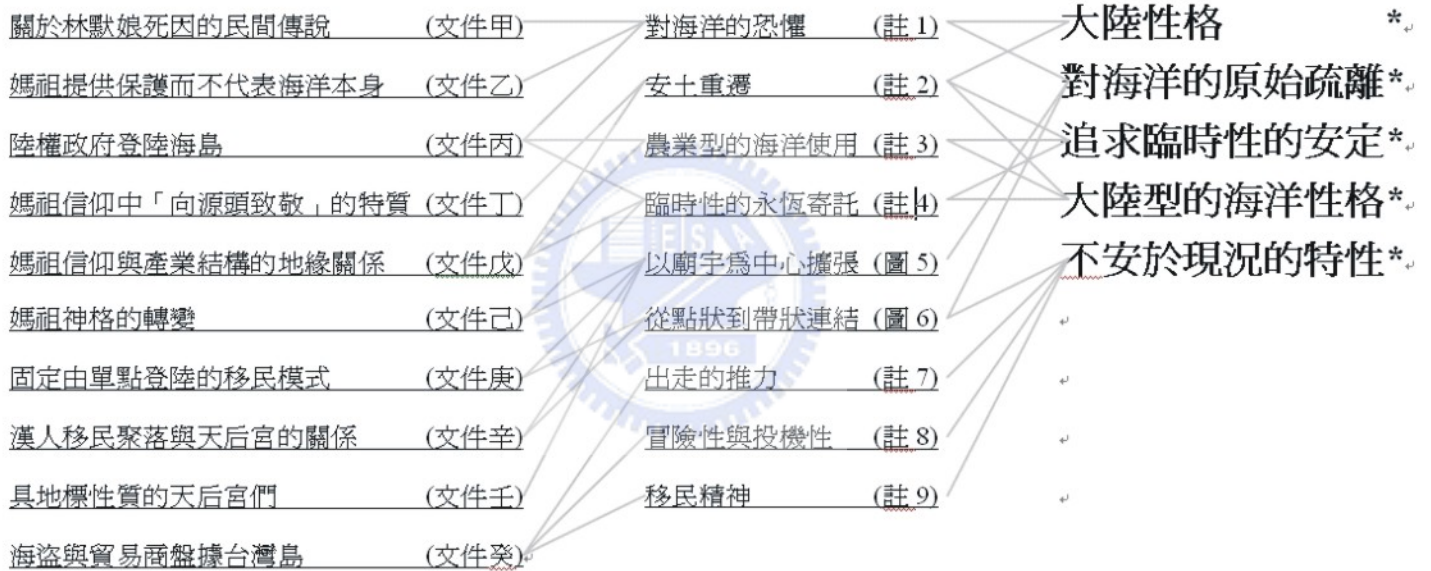 關於林默娘死因的民間傳說 (文件甲) 對海洋的恐懼 (註 1) 大陸性格 *
媽祖提供保護而不代表海洋本身 (文件乙) 安土重遷 (註 2) 對海洋的原始疏離*
陸權政府登陸海島 (文件丙) 農業型的海洋使用 (註 3) 追求臨時性的安定*
媽祖信仰中「向源頭致敬」的特質 (文件丁) 臨時性的永恆寄託 (註 4) 大陸型的海洋性格*
媽祖信仰與產業結構的地緣關係 (文件戊) 以廟宇為中心擴張 (圖 5) 不安於現況的特性*
媽祖神格的轉變 (文件己) 從點狀到帶狀連結 (圖 6)
固定由單點登陸的移民模式 (文件庚) 出走的推力 (註 7)
漢人移民聚落與天后宮的關係 (文件辛) 冒險性與投機性 (註 8)
具地標性質的天后宮們 (文件壬) 移民精神 (註 9)
海盜與貿易商盤據台灣島 (文件癸)
ESA
1896